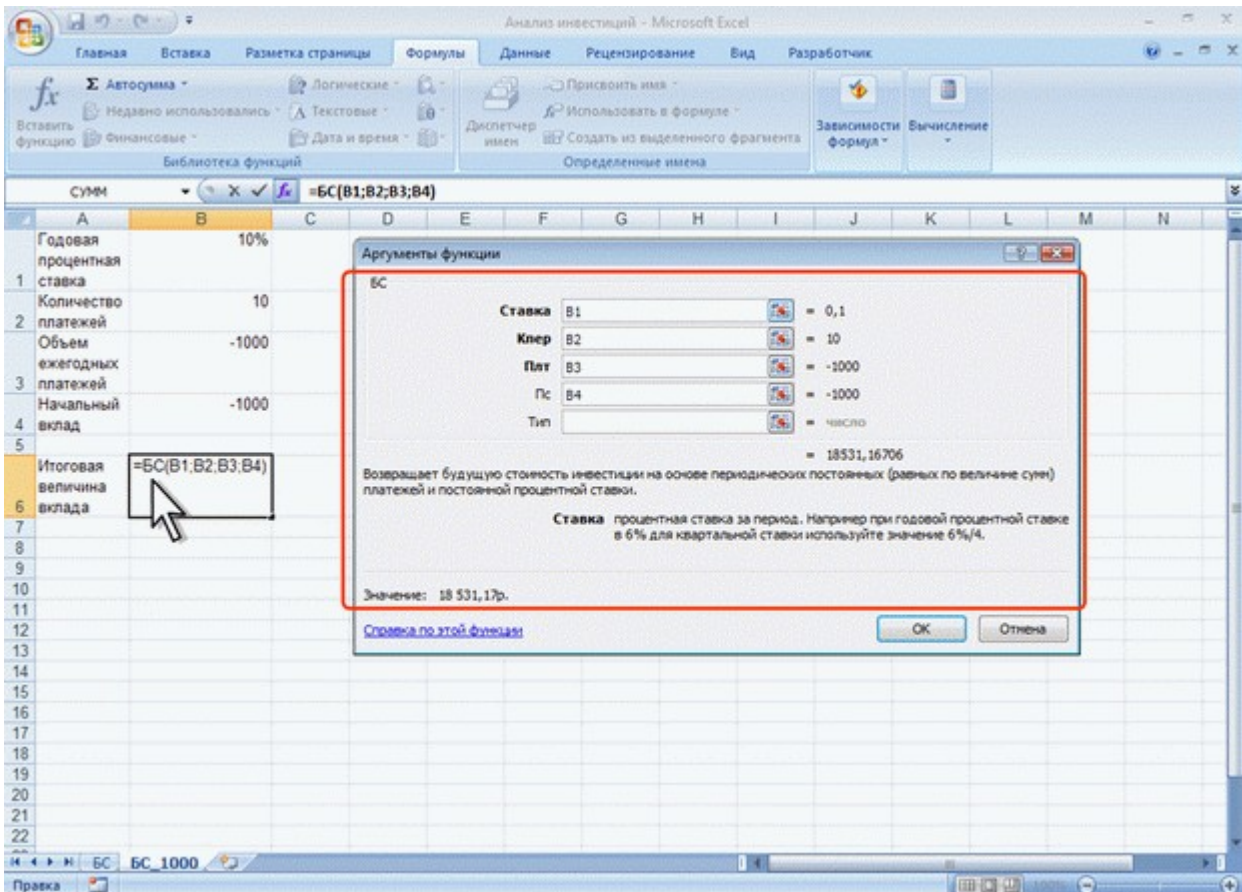 Анализ инвестиций - Microsoft Excel
Главная Вставка Разметка страницы Формулы Данные Рецензирование Вид Разработчик
fx Σ Автосумма Логические Присвоить имя
Недавно использовались Текстовые Использовать в формуле
Вставить функцию Финансовые Дата и время Диспетчер имен Создать из выделенного фрагмента Зависимости формул Вычисление
Библиотека функций Определенные имена
СУММ fx =БС(B1;B2;B3;B4)
A B C D E F G H I J K L M N
Годовая 10%
процентная
1 ставка
Количество 10
2 платежей
Объем -1000
ежегодных
3 платежей
Начальный -1000
4 вклад
5
Итоговая =БС(B1;B2;B3;B4)
величина
6 вклада
7
8
9
10
11
12
13
14
15
16
17
18
19
20
21
22
Аргументы функции
БС
Ставка B1 = 0,1
Кпер B2 = 10
Плт B3 = -1000
Пс B4 = -1000
Тип = число
= 18531,16706
Возвращает будущую стоимость инвестиции на основе периодических постоянных (равных по величине сумм)
платежей и постоянной процентной ставки.
Ставка процентная ставка за период. Например при годовой процентной ставке
в 6% для квартальной ставки используйте значение 6%/4.
Значение: 18 531,17р.
Справка по этой функции OK Отмена
БС БС_1000
Правка 100%